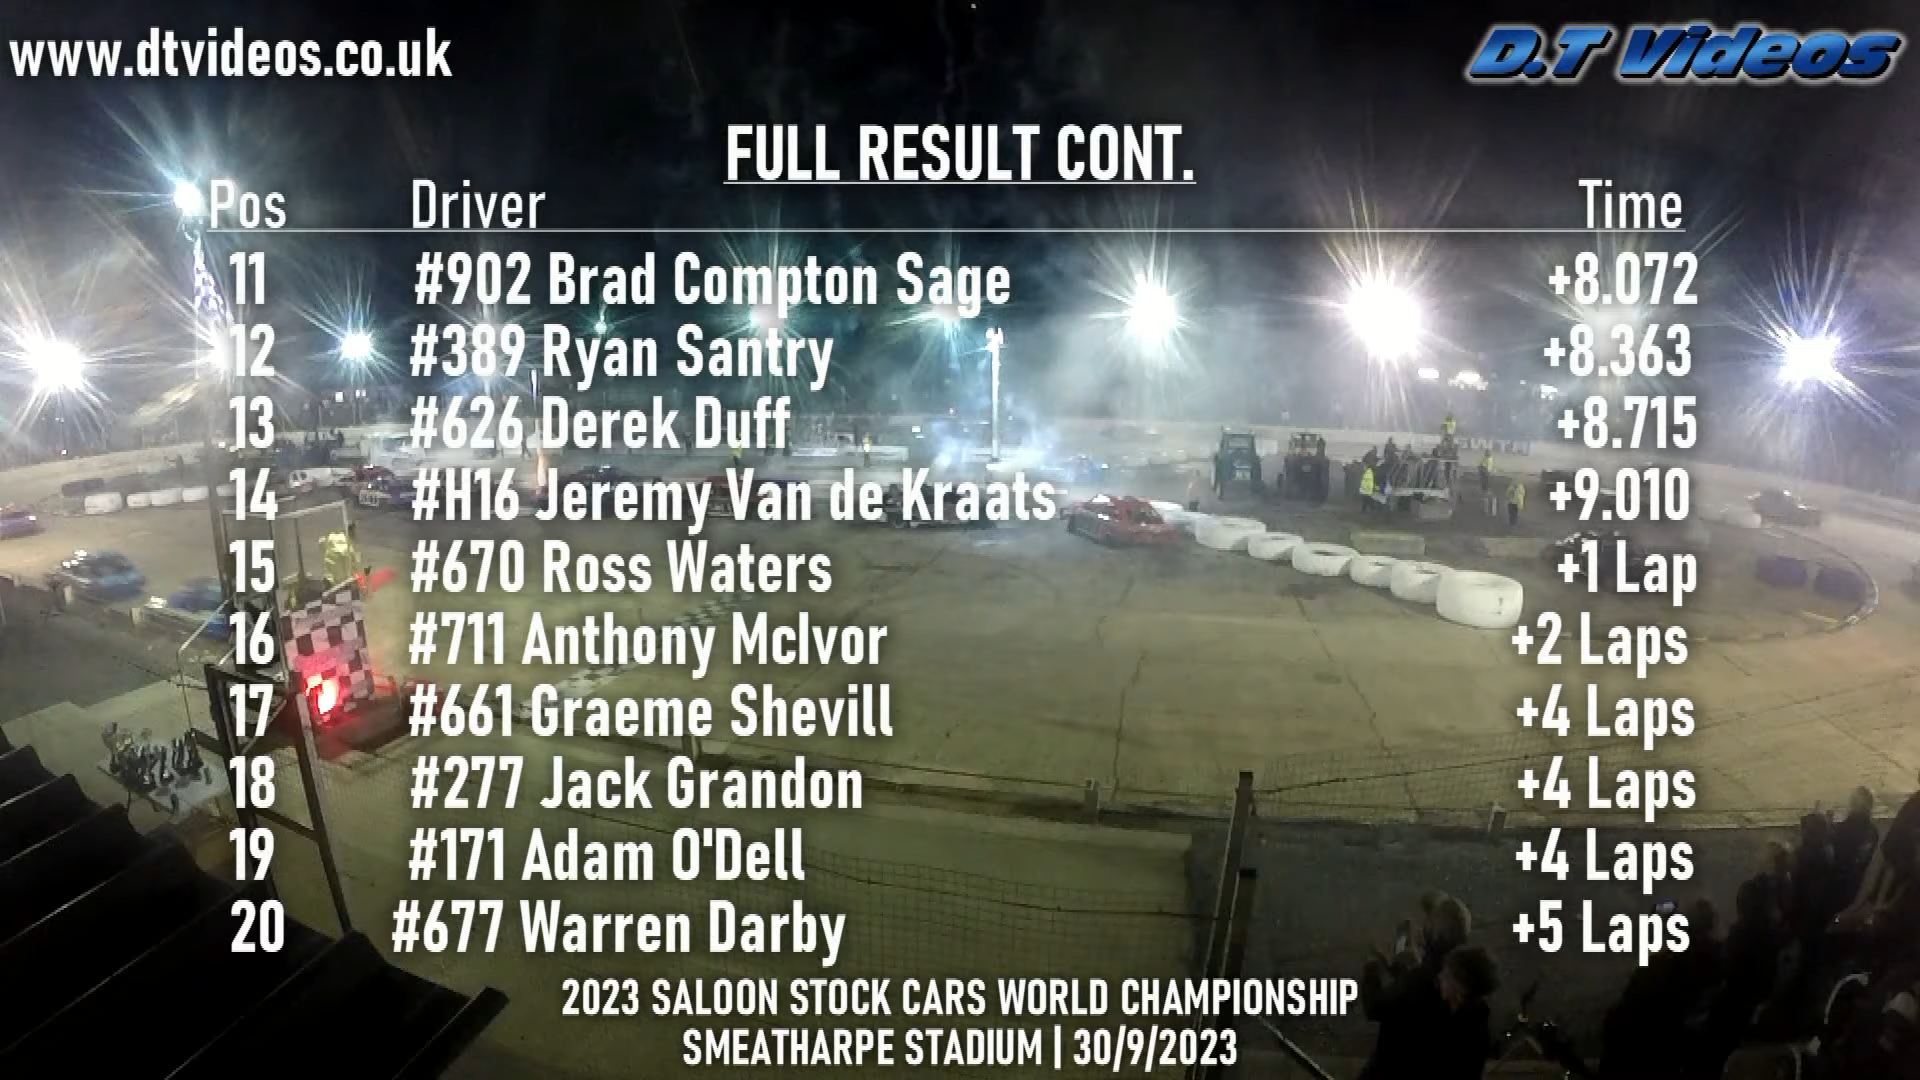 www.dtvideos.co.uk
D.T Videos
FULL RESULT CONT.
Pos Driver Time
11 #902 Brad Compton Sage +8.072
12 #389 Ryan Santry +8.363
13 #626 Derek Duff +8.715
14 #H16 Jeremy Van de Kraats +9.010
15 #670 Ross Waters +1 Lap
16 #711 Anthony McIvor +2 Laps
17 #661 Graeme Shevill +4 Laps
18 #277 Jack Grandon +4 Laps
19 #171 Adam O'Dell +4 Laps
20 #677 Warren Darby +5 Laps
2023 SALOON STOCK CARS WORLD CHAMPIONSHIP
SMEATHARPE STADIUM | 30/9/2023